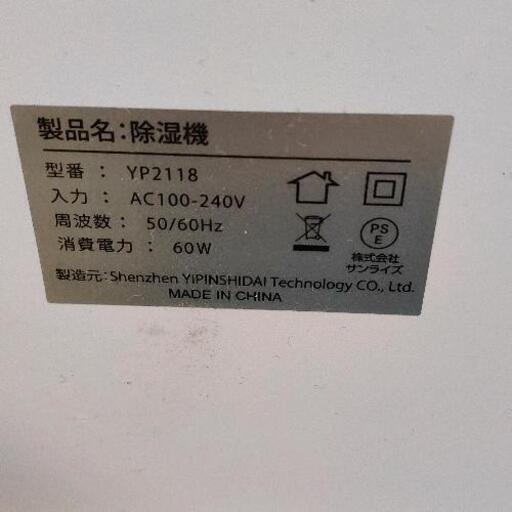 製品名：除湿機
型番 ： YP2118
入力 ： AC100-240V
周波数 ： 50/60Hz
消費電力 ： 60W
PS
E
株式会社
サンライズ
製造元：Shenzhen YIPINSHIDAI Technology CO., Ltd.
MADE IN CHINA